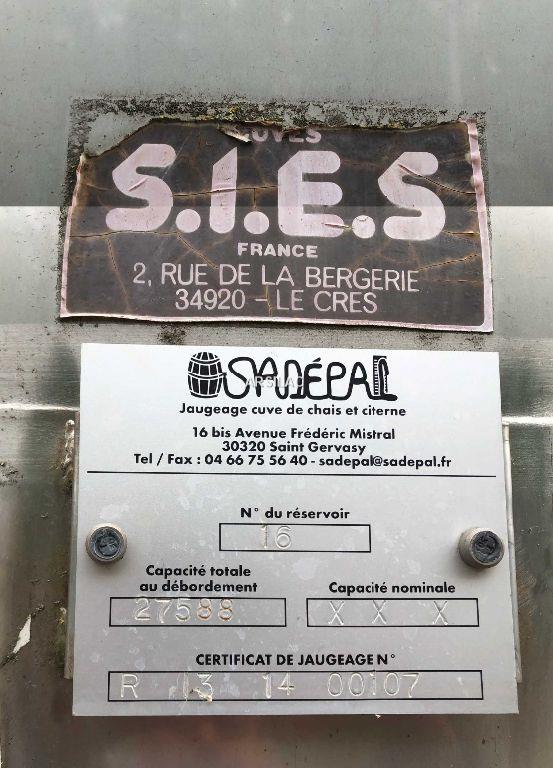 CUVES
S.I.E.S
FRANCE
2, RUE DE LA BERGERIE
34920 - LE CRES
SADÉPAL
ARSILAC
Jaugeage cuve de chais et citerne
16 bis Avenue Frédéric Mistral
30320 Saint Gervasy
Tel / Fax : 04 66 75 56 40 - sadepal@sadepal.fr
N° du réservoir
16
Capacité totale
au débordement
27588
Capacité nominale
X X X
CERTIFICAT DE JAUGEAGE N°
R 13 14 00107